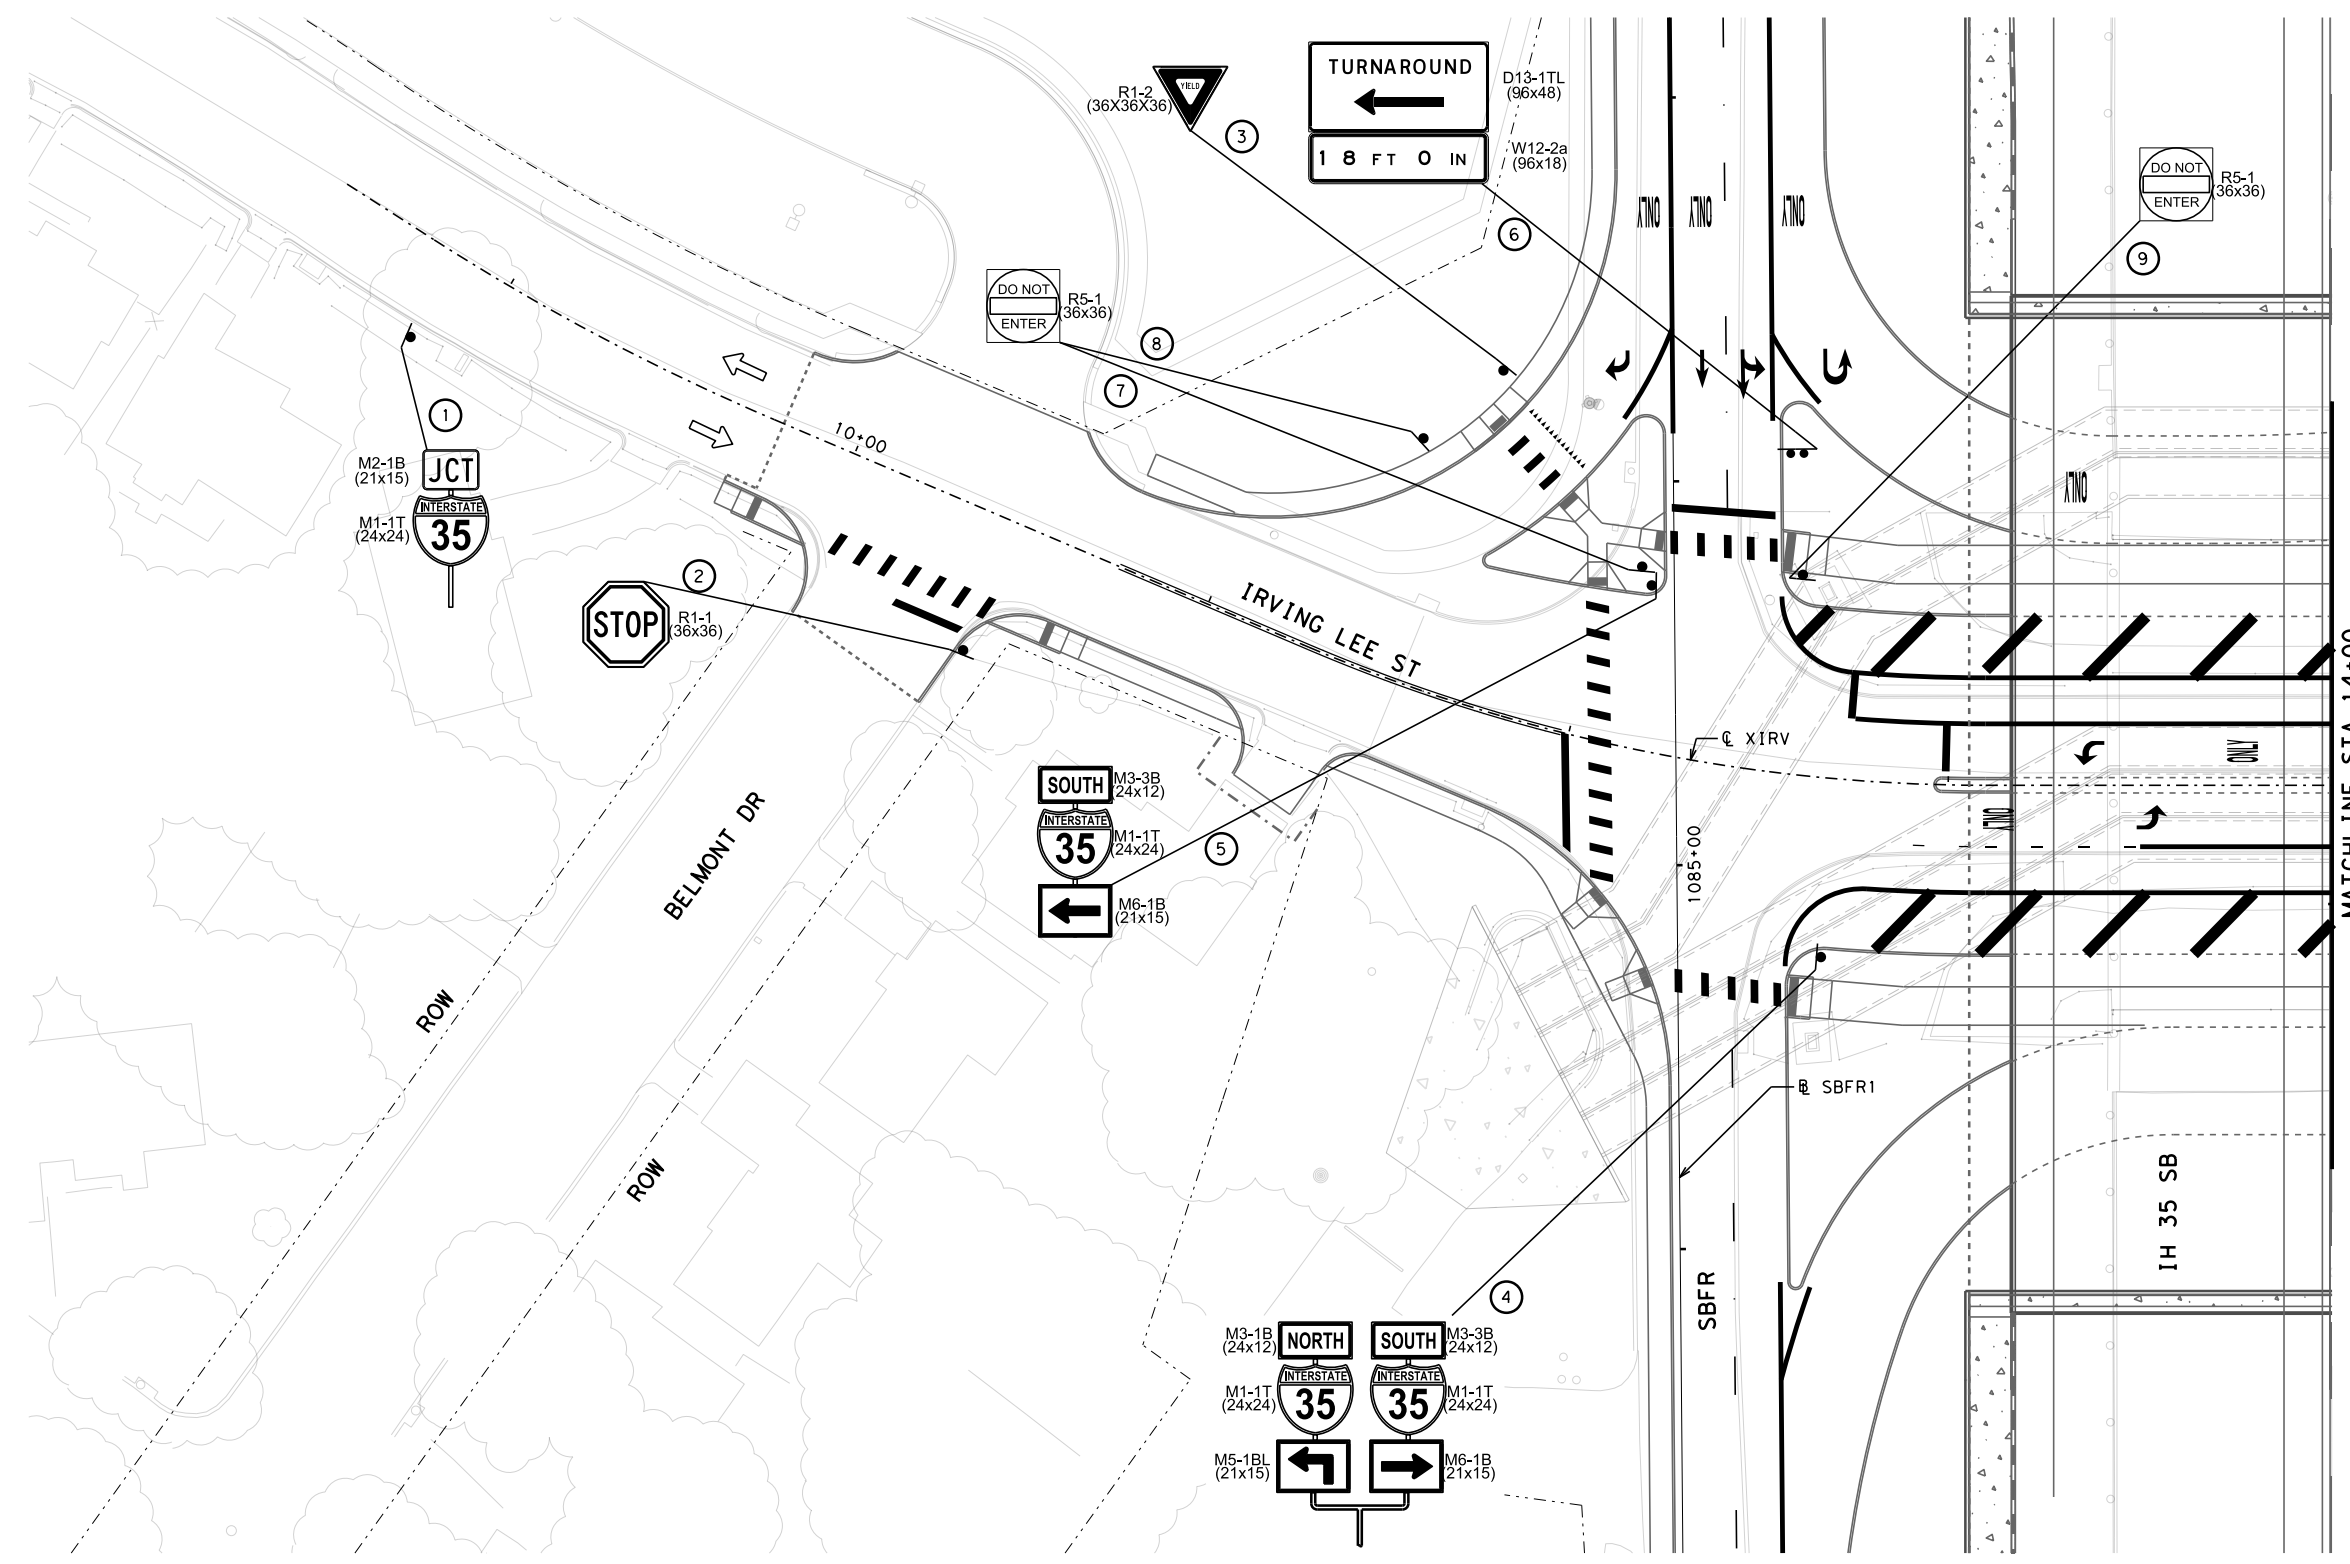 TURNAROUND
D13-1TL
(96x48)
18 FT 0 IN
W12-2a
(96x18)
R1-2
(36X36X36)
YIELD
3
6
DO NOT
ENTER
R5-1
(36x36)
9
ONLY
ONLY
ONLY
DO NOT
ENTER
R5-1
(36x36)
8
7
1
10+00
M2-1B
(21x15)
JCT
M1-1T
(24x24)
INTERSTATE
35
ONLY
2
STOP
R1-1
(36x36)
IRVING LEE ST
MATCHLINE STA 14+00
℄ XIRV
ONLY
ONLY
SOUTH
M3-3B
(24x12)
INTERSTATE
35
M1-1T
(24x24)
M6-1B
(21x15)
5
BELMONT DR
1085+00
ROW
ROW
B SBFR1
IH 35 SB
SBFR
4
M3-1B
(24x12)
NORTH
SOUTH
M3-3B
(24x12)
M1-1T
(24x24)
INTERSTATE
35
INTERSTATE
35
M1-1T
(24x24)
M5-1BL
(21x15)
M6-1B
(21x15)